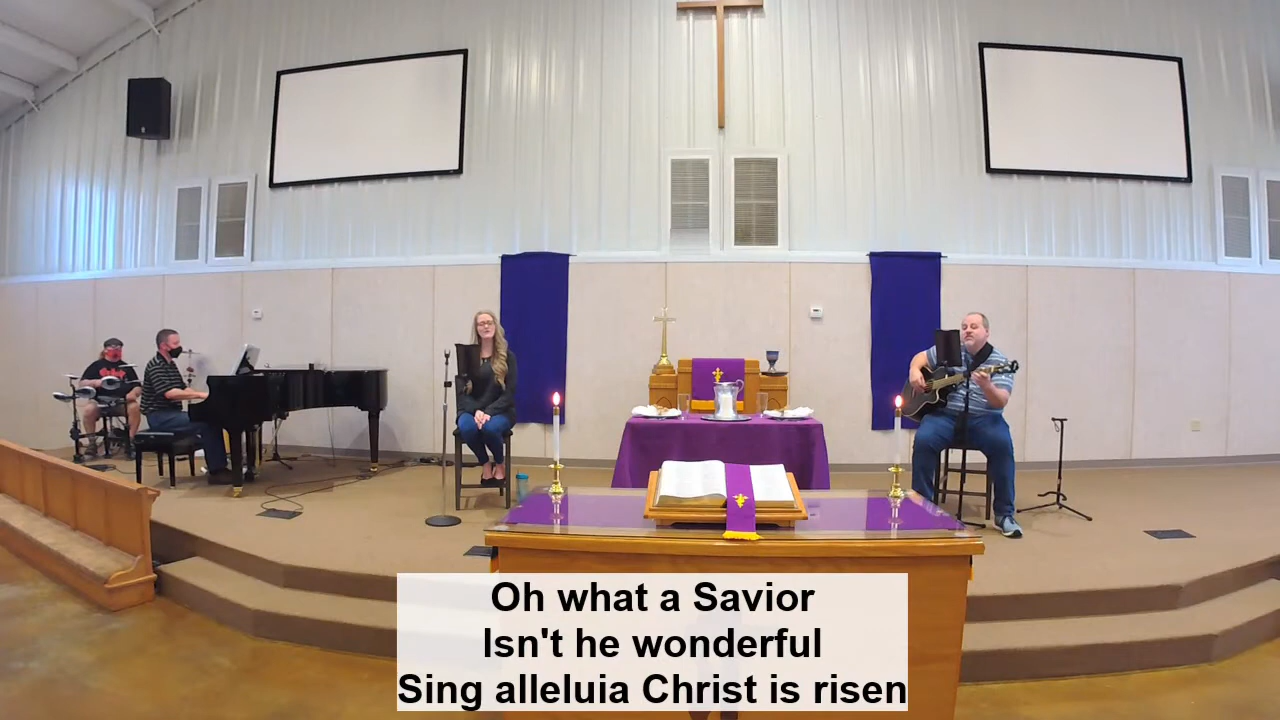 Oh what a Savior
Isn't he wonderful
Sing alleluia Christ is risen